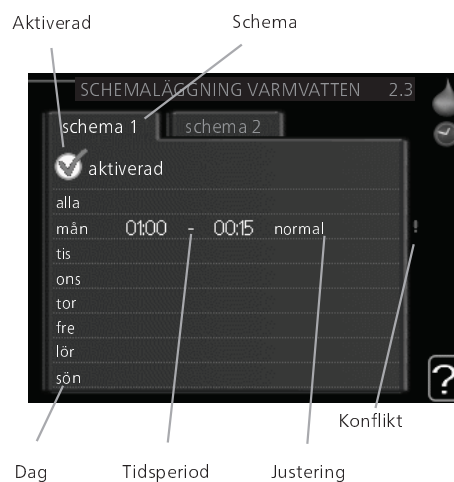 Aktiverad Schema
SCHEMALÄGGNING VARMVATTEN 2.3
schema 1 schema 2
aktiverad
alla
mån 01:00 - 00:15 normal !
tis
ons
tor
fre
lör
sön
?
Konflikt
Dag Tidsperiod Justering